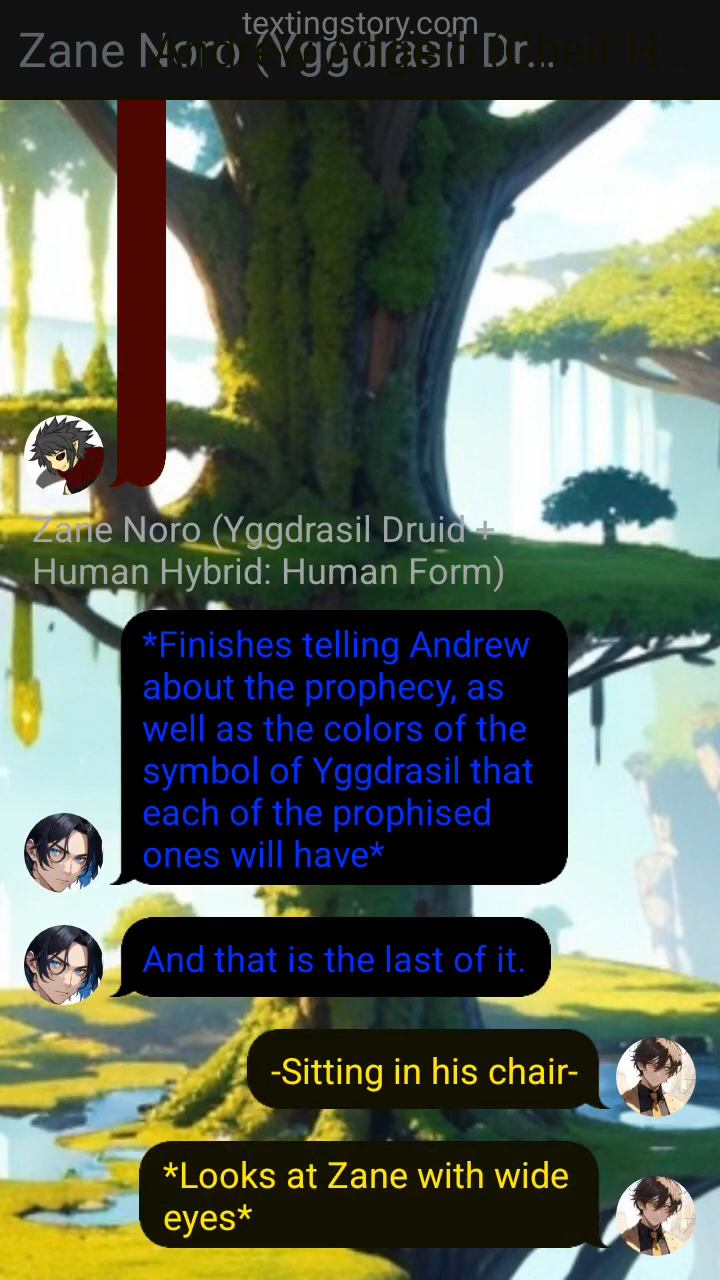 textingstory.com
Zane Noro (Yggdrasil Dr...
Zane Noro (Yggdrasil Druid +
Human Hybrid: Human Form)
*Finishes telling Andrew
about the prophecy, as
well as the colors of the
symbol of Yggdrasil that
each of the prophised
ones will have*
And that is the last of it.
-Sitting in his chair-
*Looks at Zane with wide
eyes*